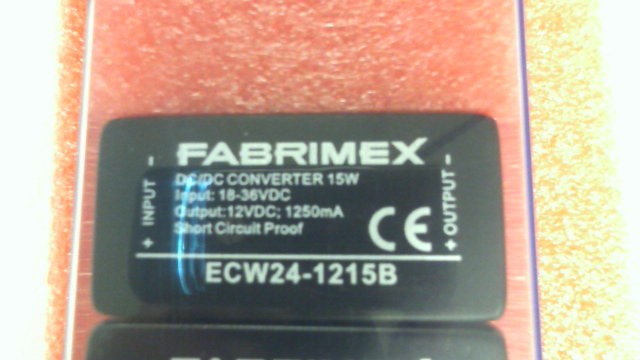 FABRIMEX
DC/DC CONVERTER 15W
Input: 18-36VDC
Output:12VDC; 1250mA
Short Circuit Proof
CE
ECW24-1215B
+ INPUT -
+ OUTPUT -